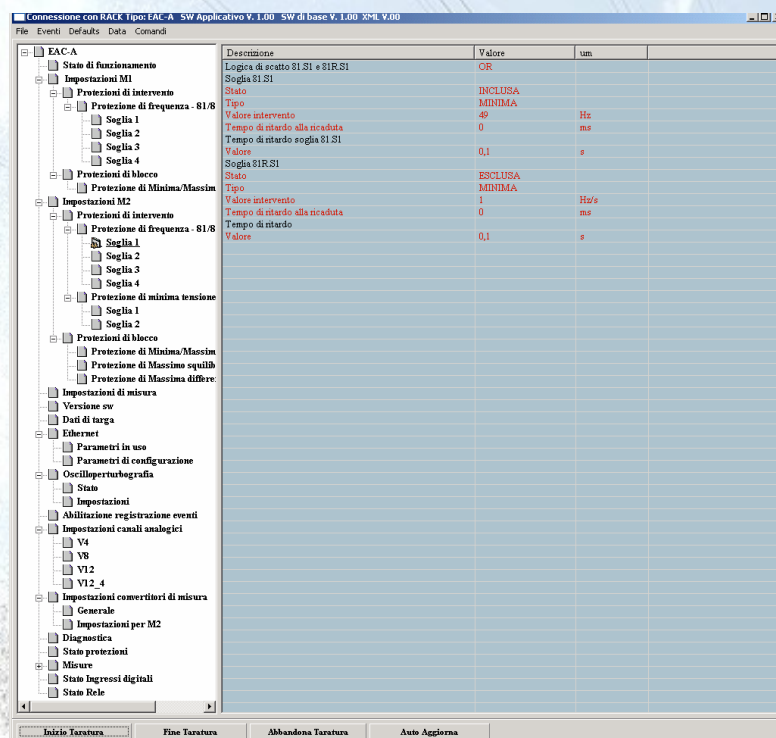 Connessione con RACK Tipo: EAC-A SW Applicativo V. 1.00 SW di base V. 1.00 XML V.00
File Eventi Defaults Data Comandi
EAC-A
Stato di funzionamento
Impostazioni M1
Protezioni di intervento
Protezione di frequenza - 81/8
Soglia 1
Soglia 2
Soglia 3
Soglia 4
Protezioni di blocco
Protezione di Minima/Massim
Impostazioni M2
Protezioni di intervento
Protezione di frequenza - 81/8
Soglia 1
Soglia 2
Soglia 3
Soglia 4
Protezione di minima tensione
Soglia 1
Soglia 2
Protezioni di blocco
Protezione di Minima/Massim
Protezione di Massimo squilib
Protezione di Massima differe
Impostazioni di misura
Versione sw
Dati di targa
Ethernet
Parametri in uso
Parametri di configurazione
Oscilloperturbografia
Stato
Impostazioni
Abilitazione registrazione eventi
Impostazioni canali analogici
V4
V8
V12
V12_4
Impostazioni convertitori di misura
Generale
Impostazioni per M2
Diagnostica
Stato protezioni
Misure
Stato Ingressi digitali
Stato Rele
Descrizione Valore um
Logica di scatto 81.S1 e 81R.S1 OR
Soglia 81.S1
Stato INCLUSA
Tipo MINIMA
Valore intervento 49 Hz
Tempo di ritardo alla ricaduta 0 ms
Tempo di ritardo soglia 81.S1
Valore 0,1 s
Soglia 81R.S1
Stato ESCLUSA
Tipo MINIMA
Valore intervento 1 Hz/s
Tempo di ritardo alla ricaduta 0 ms
Tempo di ritardo
Valore 0,1 s
Inizio Taratura Fine Taratura Abbandona Taratura Auto Aggiorna